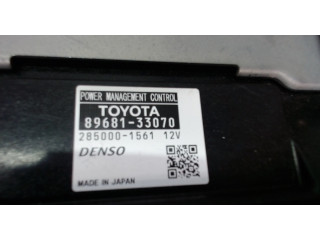 POWER MANAGEMENT CONTROL
TOYOTA
89681-33070
285000-1561 12V
DENSO
MADE IN JAPAN